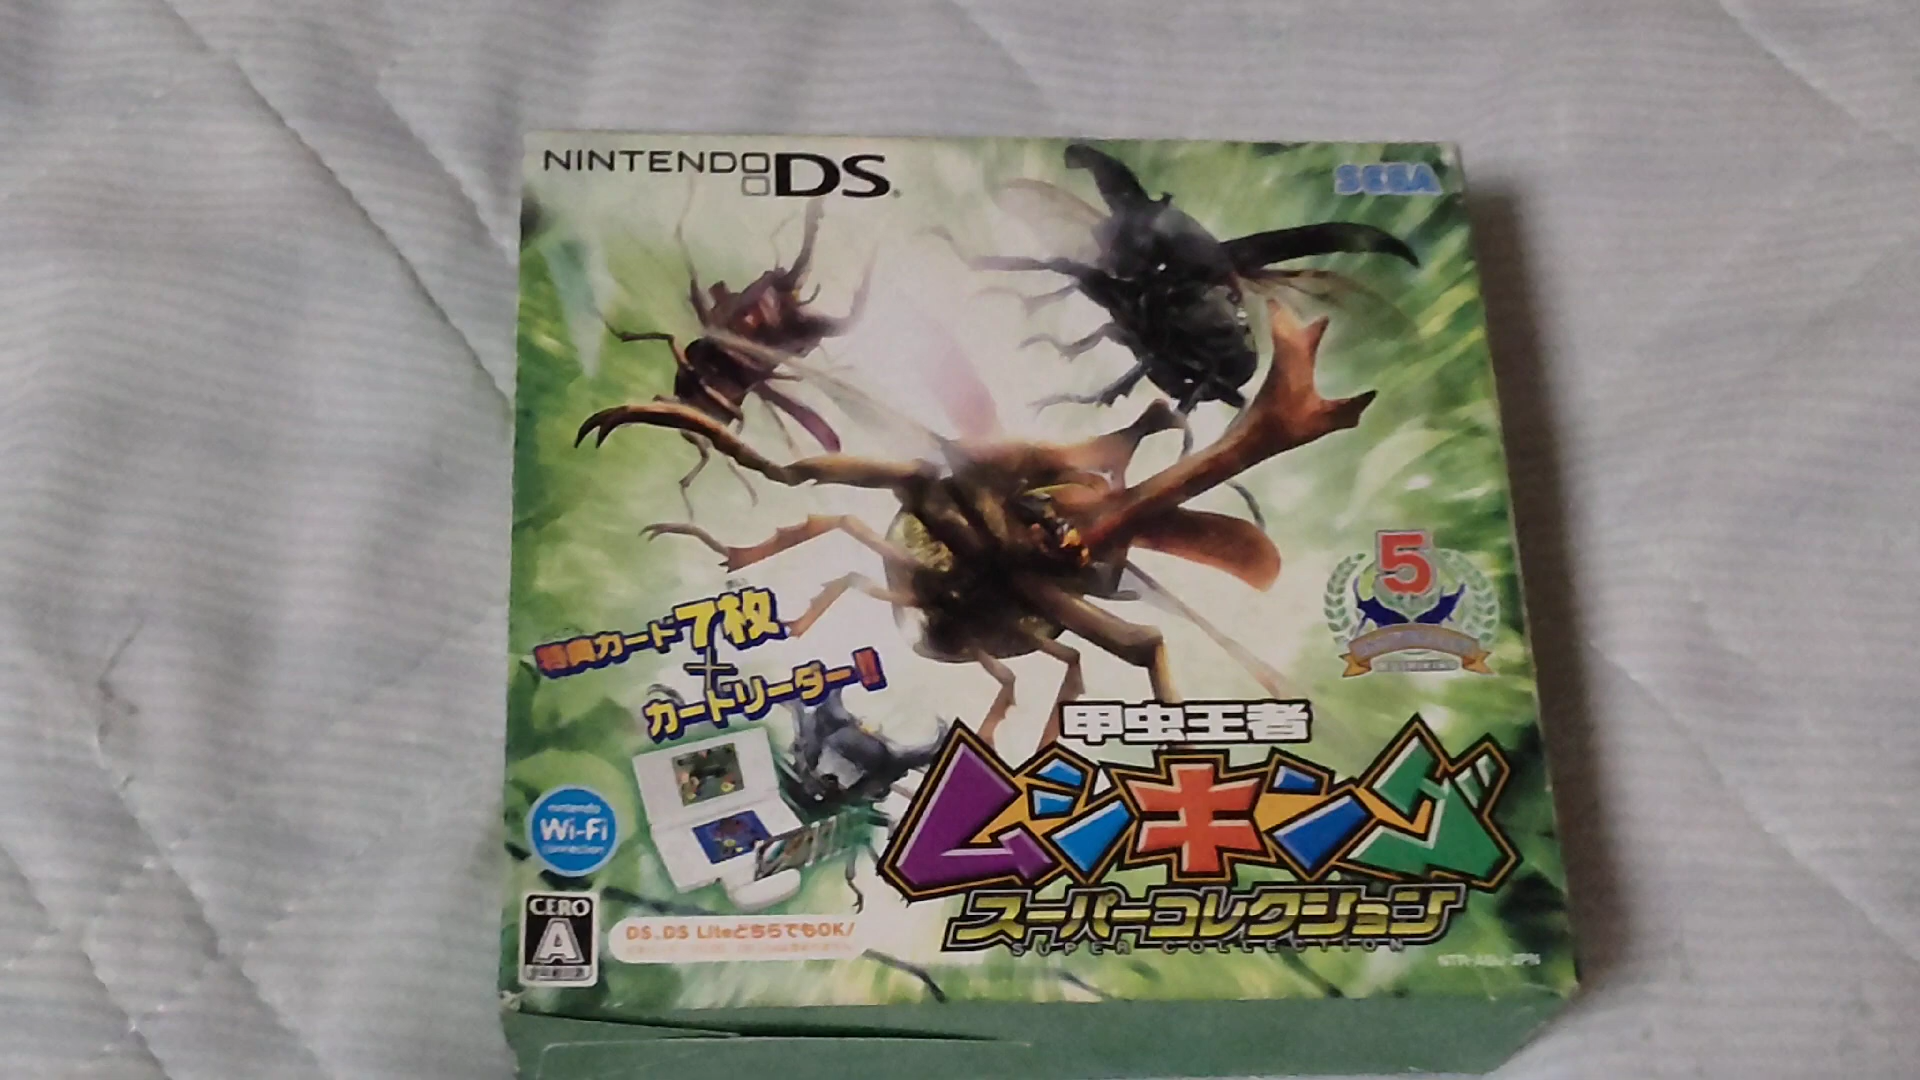 NINTENDO DS
SEGA
5
特典カード7枚
+
カードリーダー!!
甲虫王者
ムシキング
スーパーコレクション
SUPER COLLECTION
Nintendo
Wi-Fi
Connection
CERO
A
DS、DS Liteどちらでも OK!